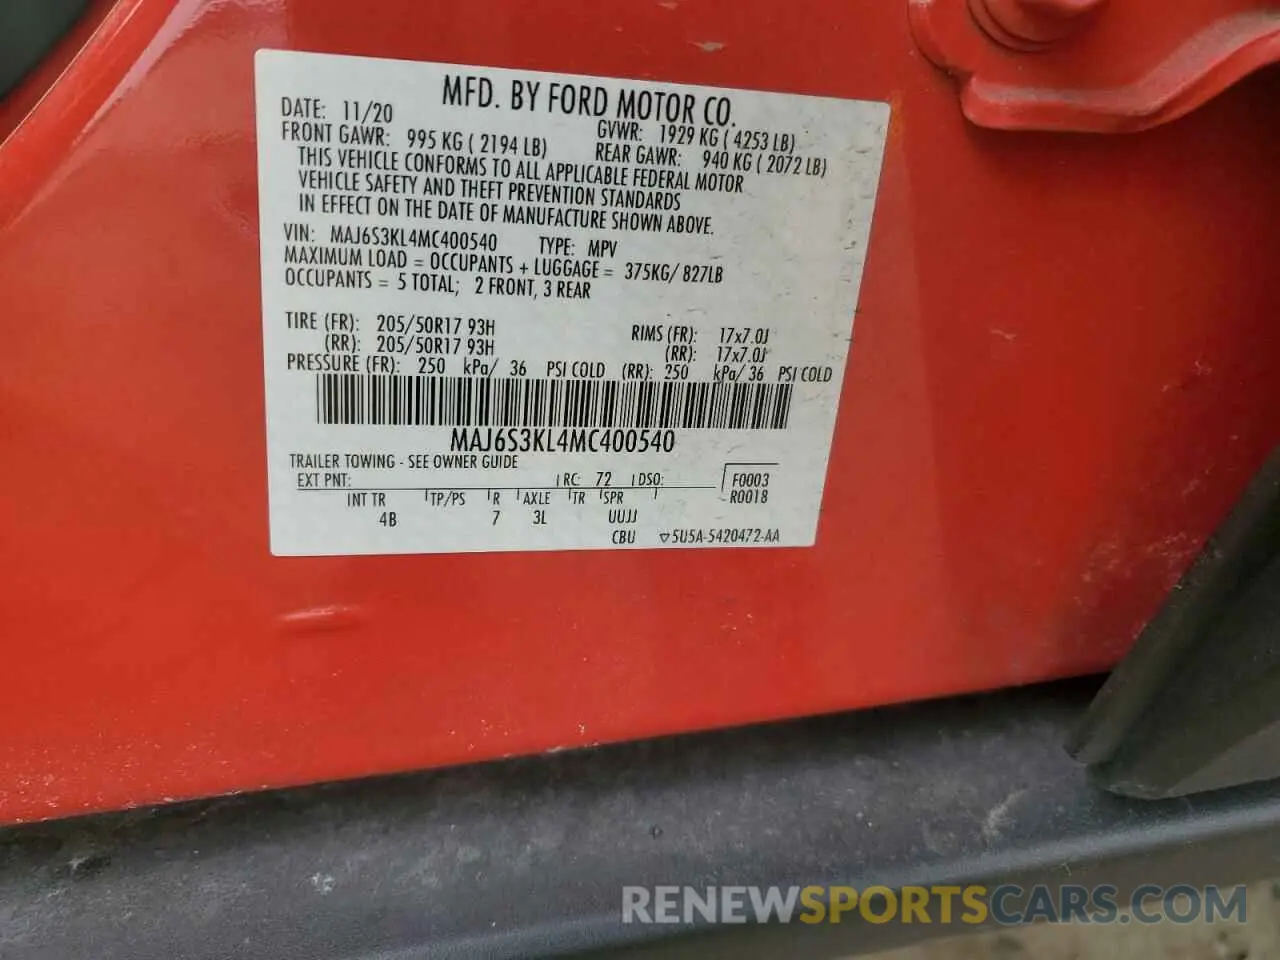 MFD. BY FORD MOTOR CO.
DATE: 11/20 GVWR: 1929 KG ( 4253 LB)
FRONT GAWR: 995 KG ( 2194 LB) REAR GAWR: 940 KG ( 2072 LB)
THIS VEHICLE CONFORMS TO ALL APPLICABLE FEDERAL MOTOR
VEHICLE SAFETY AND THEFT PREVENTION STANDARDS
IN EFFECT ON THE DATE OF MANUFACTURE SHOWN ABOVE.
VIN: MAJ6S3KL4MC400540 TYPE: MPV
MAXIMUM LOAD = OCCUPANTS + LUGGAGE = 375KG/ 827LB
OCCUPANTS = 5 TOTAL; 2 FRONT, 3 REAR
TIRE (FR): 205/50R17 93H RIMS (FR): 17x7.0J
(RR): 205/50R17 93H (RR): 17x7.0J
PRESSURE (FR): 250 kPa/ 36 PSI COLD (RR): 250 kPa/ 36 PSI COLD
MAJ6S3KL4MC400540
TRAILER TOWING - SEE OWNER GUIDE
EXT PNT: RC: 72 DSO: F0003
INT TR TP/PS R AXLE TR SPR R0018
4B 7 3L UUJJ
CBU 5U5A-5420472-AA
RENEWSPORTSCARS.COM